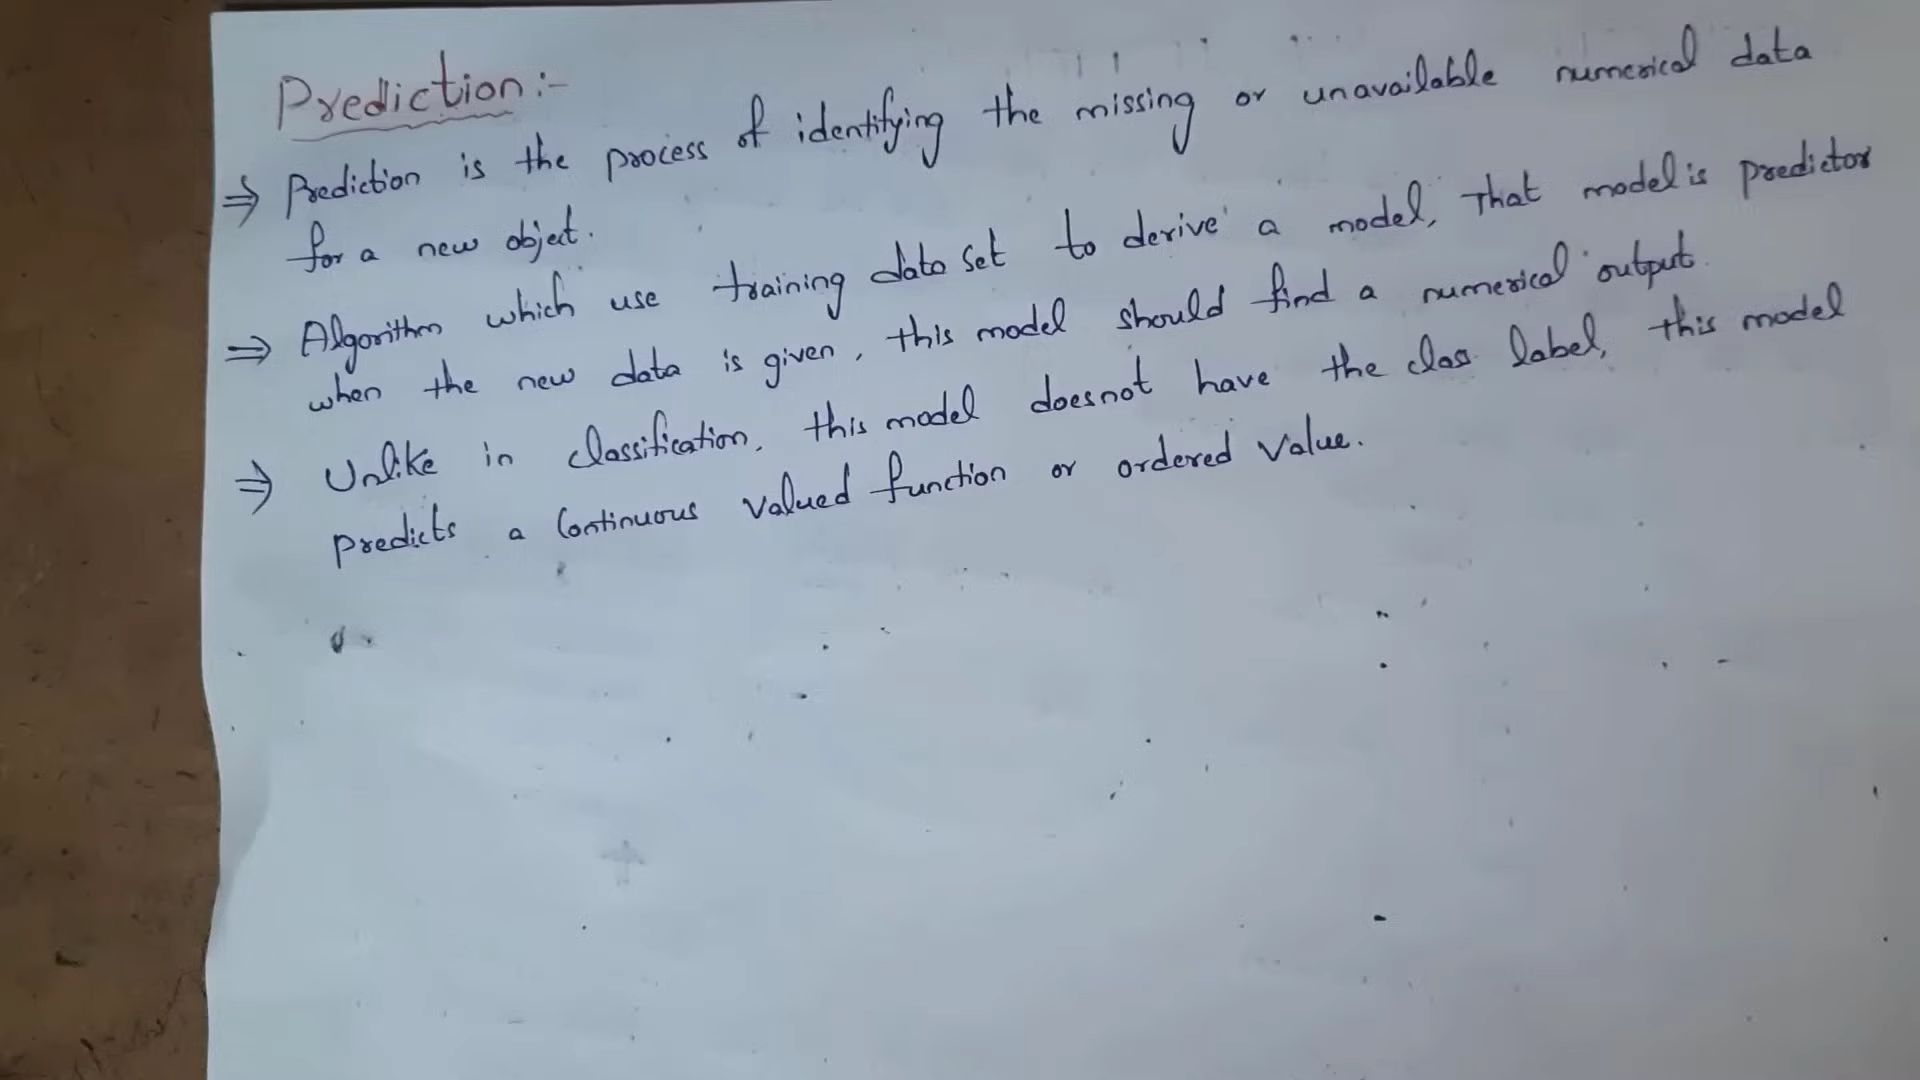 Prediction:-
⇒ Prediction is the process of identifying the missing or unavailable numerical data
for a new object.
⇒ Algorithm which use training data set to derive a model, That model is predictor
when the new data is given, this model should find a numerical output.
⇒ Unlike in classification, this model doesnot have the class label, this model
predicts a Continuous valued function or ordered value.